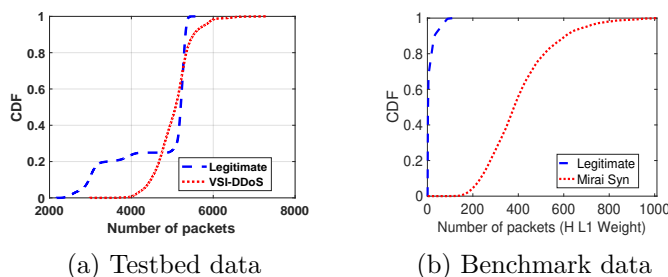 1
0.8
0.6
0.4
0.2
0
CDF
2000 4000 6000 8000
Number of packets
Legitimate
VSI-DDoS
(a) Testbed data
1
0.8
0.6
0.4
0.2
0
CDF
0 200 400 600 800 1000
Number of packets (H L1 Weight)
Legitimate
Mirai Syn
(b) Benchmark data